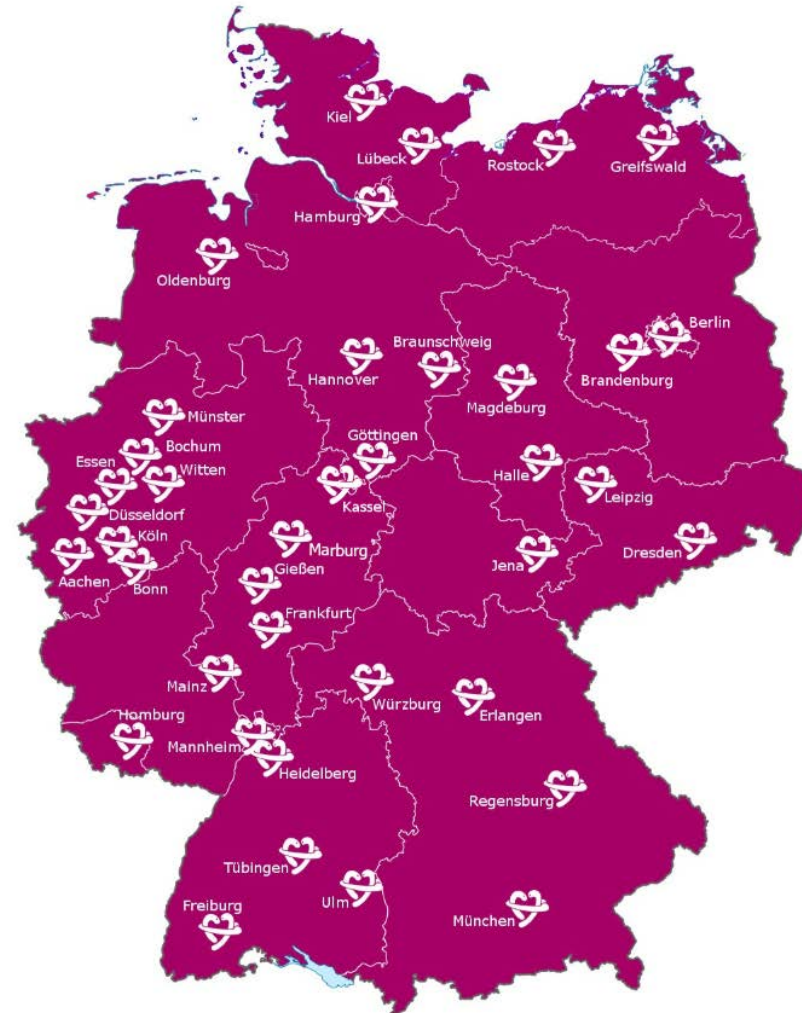 Kiel
Lübeck
Rostock
Greifswald
Hamburg
Oldenburg
Berlin
Braunschweig
Hannover
Brandenburg
Magdeburg
Münster
Göttingen
Bochum
Essen
Witten
Halle
Kassel
Leipzig
Düsseldorf
Köln
Marburg
Dresden
Aachen
Bonn
Gießen
Jena
Frankfurt
Mainz
Würzburg
Erlangen
Homburg
Mannheim
Heidelberg
Regensburg
Tübingen
Ulm
Freiburg
München